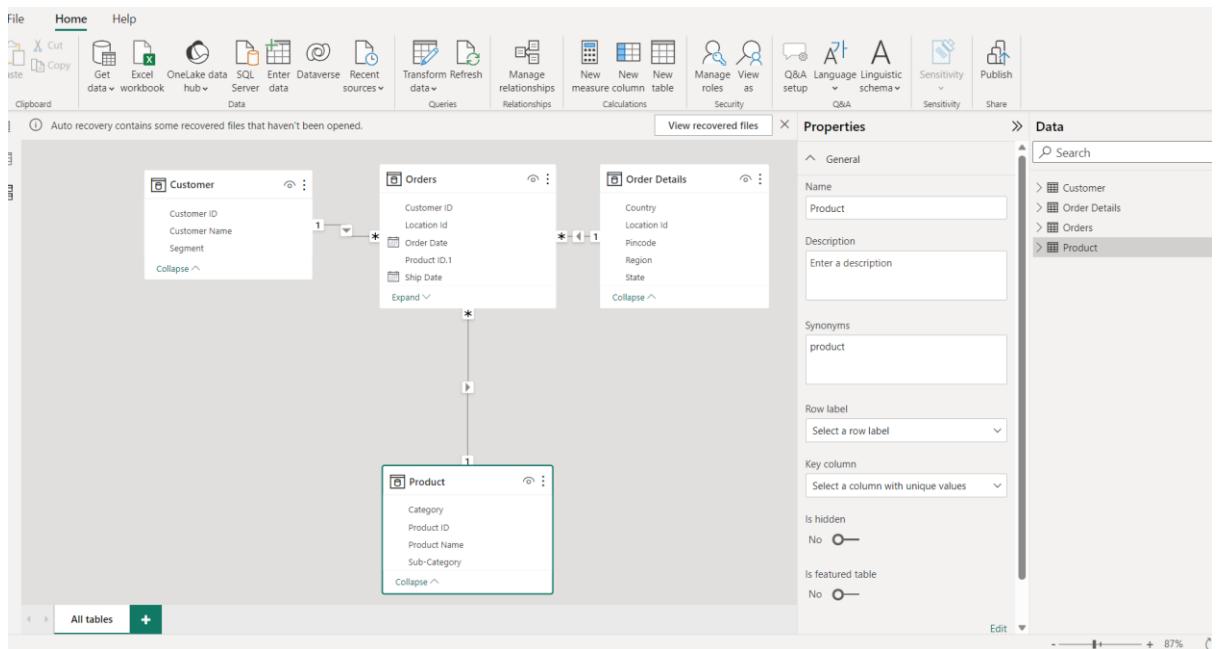 File Home Help
Cut
Copy
Get data
Excel workbook
OneLake data hub
SQL Server
Enter data
Dataverse
Recent sources
Transform data
Refresh
Manage relationships
New measure
New column
New table
Manage roles
View as
Q&A setup
Language
Linguistic schema
Sensitivity
Publish
Clipboard Data Queries Relationships Calculations Security Q&A Sensitivity Share
Auto recovery contains some recovered files that haven't been opened.
View recovered files
Customer
Customer ID
Customer Name
Segment
Collapse
1
*
Orders
Customer ID
Location Id
Order Date
Product ID.1
Ship Date
Expand
*
1
Order Details
Country
Location Id
Pincode
Region
State
Collapse
*
1
Product
Category
Product ID
Product Name
Sub-Category
Collapse
All tables +
Properties
General
Name
Product
Description
Enter a description
Synonyms
product
Row label
Select a row label
Key column
Select a column with unique values
Is hidden
No
Is featured table
No
Edit
Data
Search
Customer
Order Details
Orders
Product
- + 87%